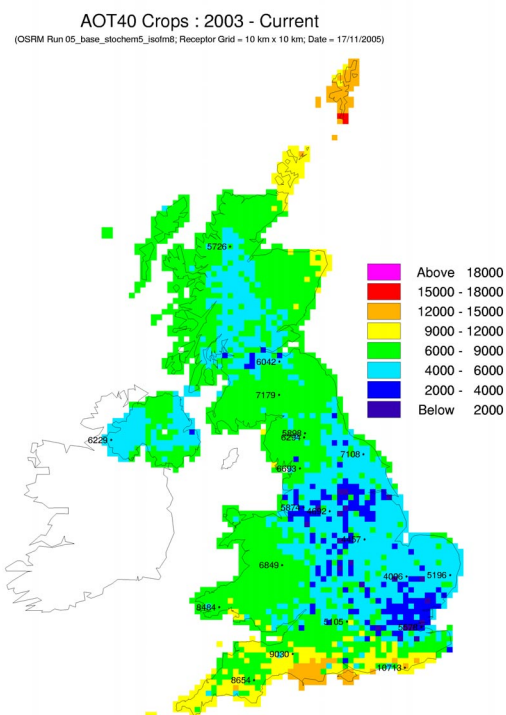 AOT40 Crops : 2003 - Current
(OSRM Run 05_base_stochem5_isofm8; Receptor Grid = 10 km x 10 km; Date = 17/11/2005)
5726
Above 18000
15000 - 18000
12000 - 15000
9000 - 12000
6000 - 9000
4000 - 6000
2000 - 4000
Below 2000
6042
7179
6229
7108
6693
6849
4096
5196
8484
5105
9030
10713
8654